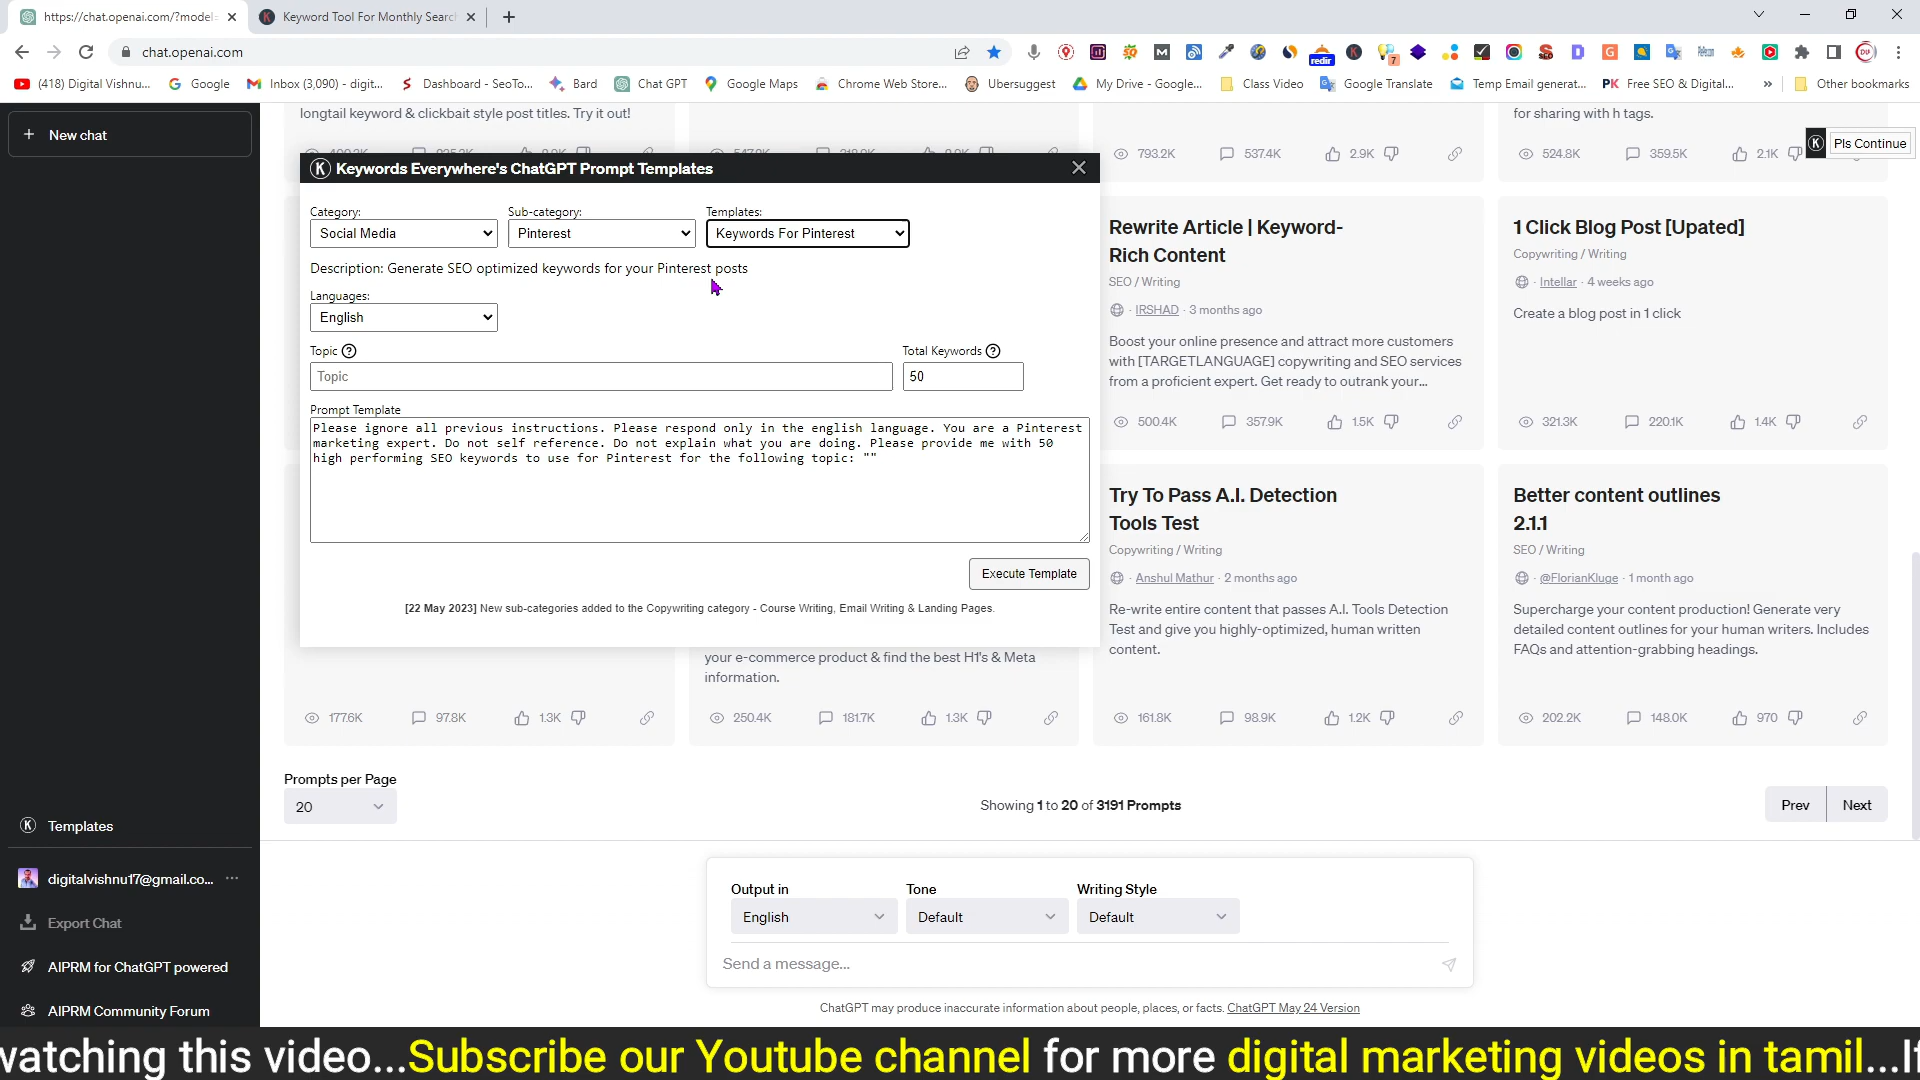 https://chat.openai.com/?model=
Keyword Tool For Monthly Search
chat.openai.com
(418) Digital Vishnu...
Google
Inbox (3,090) - digit...
Dashboard - SeoTo...
Bard
Chat GPT
Google Maps
Chrome Web Store...
Ubersuggest
My Drive - Google...
Class Video
Google Translate
Temp Email generat...
Free SEO & Digital...
Other bookmarks
New chat
longtail keyword & clickbait style post titles. Try it out!
for sharing with h tags.
793.2K 537.4K 2.9K
524.8K 359.5K 2.1K
Pls Continue
Keywords Everywhere's ChatGPT Prompt Templates
Category:
Social Media
Sub-category:
Pinterest
Templates:
Keywords For Pinterest
Description: Generate SEO optimized keywords for your Pinterest posts
Languages:
English
Topic
Topic
Total Keywords
50
Prompt Template
Please ignore all previous instructions. Please respond only in the english language. You are a Pinterest
marketing expert. Do not self reference. Do not explain what you are doing. Please provide me with 50
high performing SEO keywords to use for Pinterest for the following topic: ""
Execute Template
[22 May 2023] New sub-categories added to the Copywriting category - Course Writing, Email Writing & Landing Pages.
Rewrite Article | Keyword-
Rich Content
SEO / Writing
· IRSHAD · 3 months ago
Boost your online presence and attract more customers
with [TARGETLANGUAGE] copywriting and SEO services
from a proficient expert. Get ready to outrank your...
500.4K 357.9K 1.5K
1 Click Blog Post [Upated]
Copywriting / Writing
· Intellar · 4 weeks ago
Create a blog post in 1 click
321.3K 220.1K 1.4K
your e-commerce product & find the best H1's & Meta
information.
177.6K 97.8K 1.3K
250.4K 181.7K 1.3K
Try To Pass A.I. Detection
Tools Test
Copywriting / Writing
· Anshul Mathur · 2 months ago
Re-write entire content that passes A.I. Tools Detection
Test and give you highly-optimized, human written
content.
161.8K 98.9K 1.2K
Better content outlines
2.1.1
SEO / Writing
· @FlorianKluge · 1 month ago
Supercharge your content production! Generate very
detailed content outlines for your human writers. Includes
FAQs and attention-grabbing headings.
202.2K 148.0K 970
Prompts per Page
20
Showing 1 to 20 of 3191 Prompts
Prev
Next
Templates
digitalvishnu17@gmail.co...
Export Chat
AIPRM for ChatGPT powered
AIPRM Community Forum
Output in
English
Tone
Default
Writing Style
Default
Send a message...
ChatGPT may produce inaccurate information about people, places, or facts. ChatGPT May 24 Version
watching this video...Subscribe our Youtube channel for more digital marketing videos in tamil...If